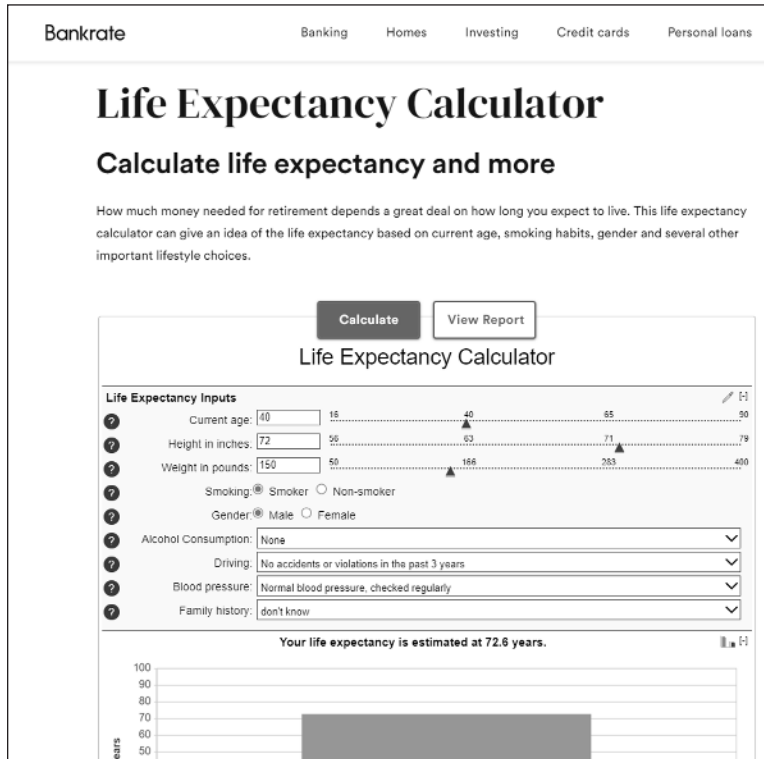 Bankrate Banking Homes Investing Credit cards Personal loans
Life Expectancy Calculator
Calculate life expectancy and more
How much money needed for retirement depends a great deal on how long you expect to live. This life expectancy
calculator can give an idea of the life expectancy based on current age, smoking habits, gender and several other
important lifestyle choices.
Calculate View Report
Life Expectancy Calculator
Life Expectancy Inputs [-]
? Current age: 40 16 40 65 90
? Height in inches: 72 56 63 71 79
? Weight in pounds: 150 50 166 283 400
? Smoking: Smoker Non-smoker
? Gender: Male Female
? Alcohol Consumption: None
? Driving: No accidents or violations in the past 3 years
? Blood pressure: Normal blood pressure, checked regularly
? Family history: don't know
Your life expectancy is estimated at 72.6 years. [-]
100
90
80
70
60
50